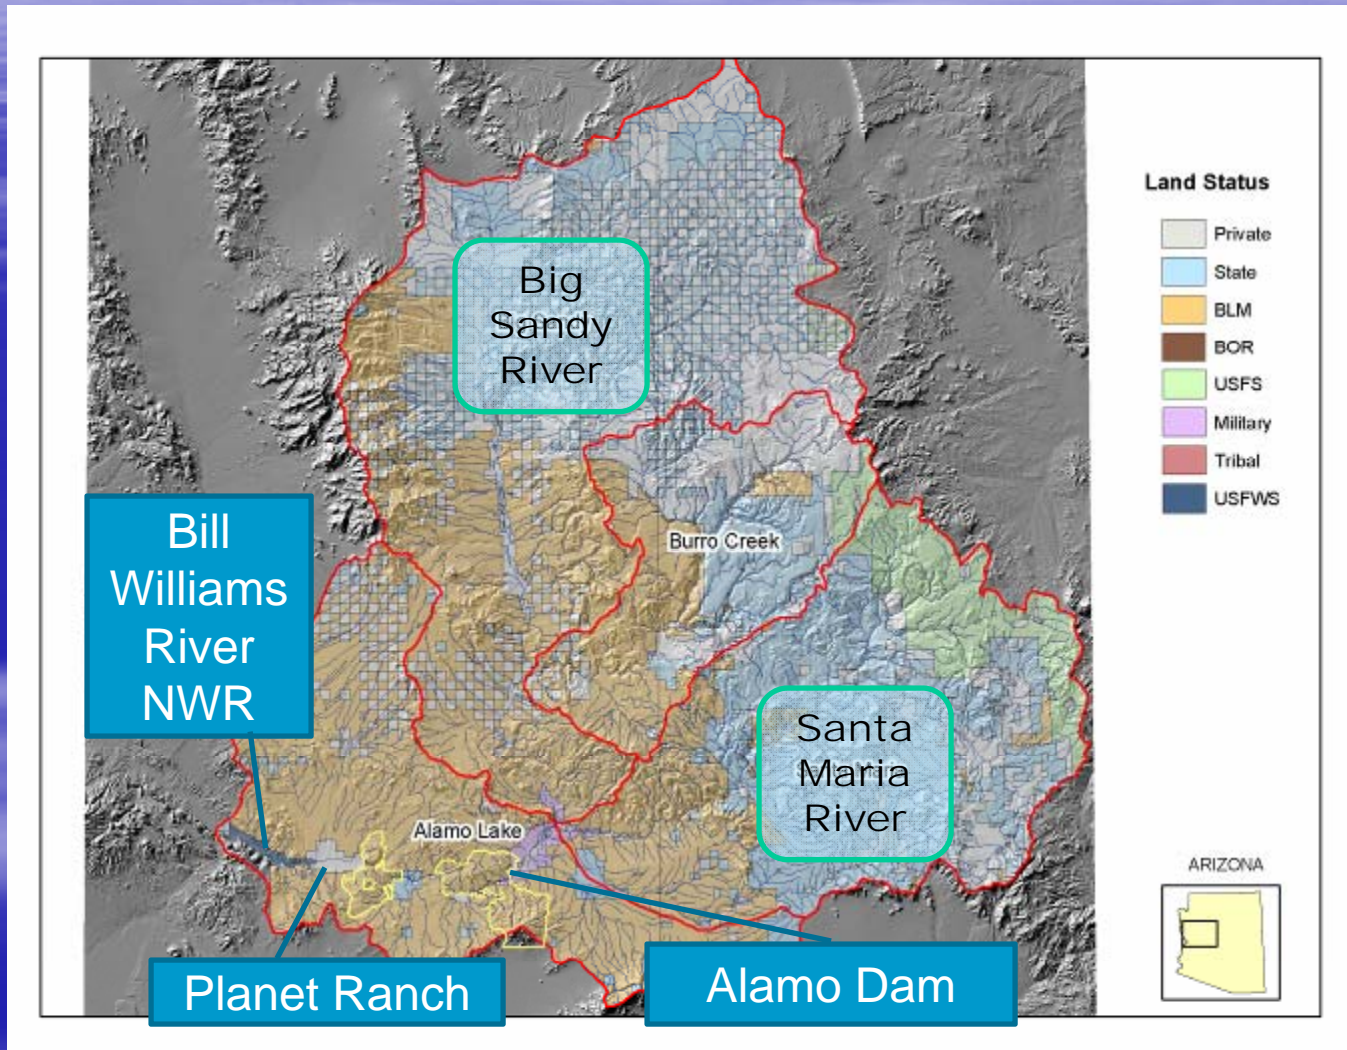 Big
Sandy
River
Burro Creek
Bill
Williams
River
NWR
Santa
Maria
River
Alamo Lake
Planet Ranch
Alamo Dam
Land Status
Private
State
BLM
BOR
USFS
Military
Tribal
USFWS
ARIZONA